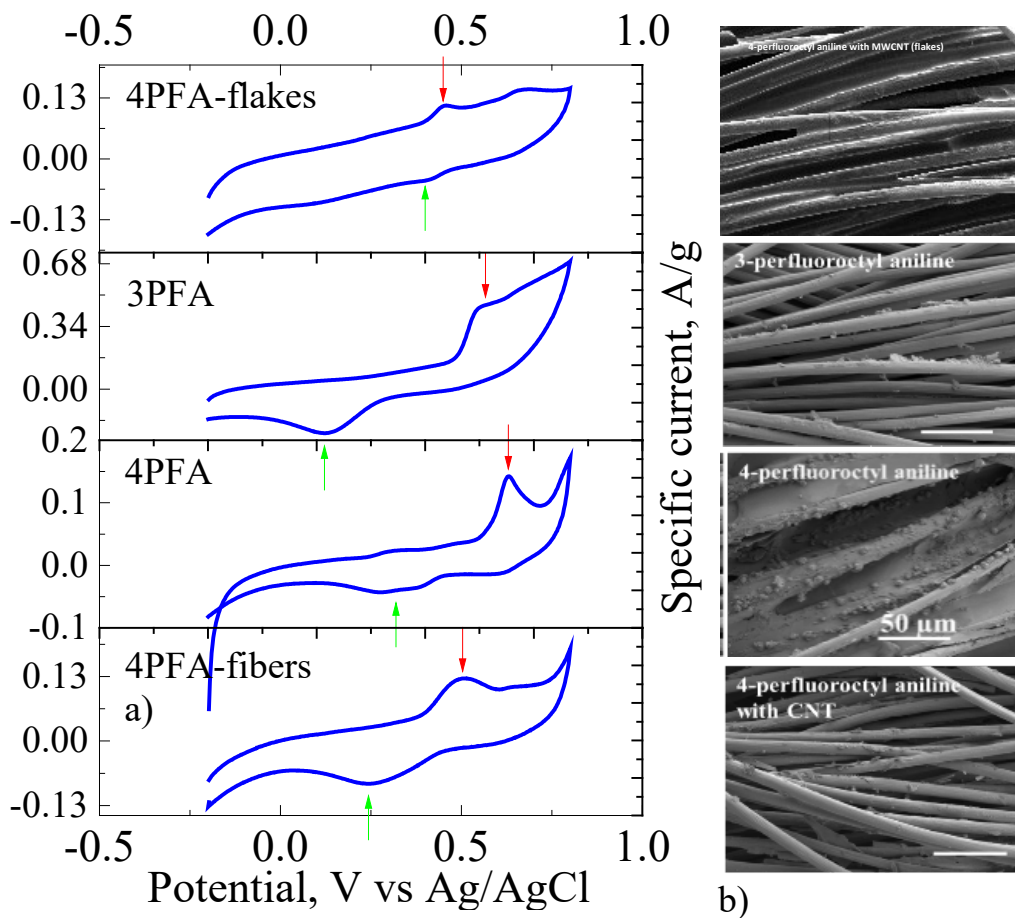 -0.5 0.0 0.5 1.0
4PFA-flakes
0.13
0.00
-0.13
3PFA
0.68
0.34
0.00
0.2
4PFA
0.1
0.0
-0.1
4PFA-fibers
0.13
a)
0.00
-0.13
-0.5 0.0 0.5 1.0
Potential, V vs Ag/AgCl
Specific current, A/g
4-perfluoroctyl aniline with MWCNT (flakes)
3-perfluoroctyl aniline
4-perfluoroctyl aniline
50 µm
4-perfluoroctyl aniline
with CNT
b)